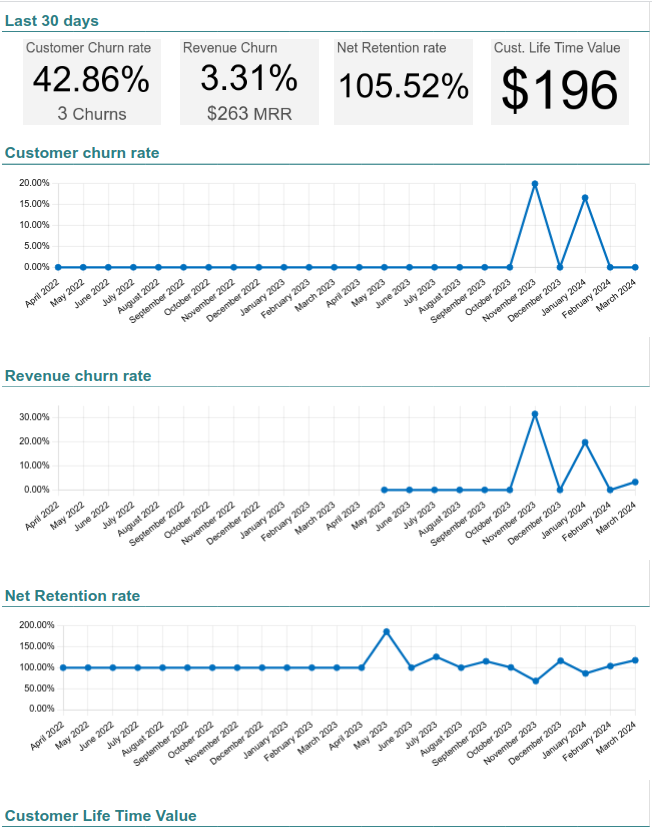 Last 30 days
Customer Churn rate
42.86%
3 Churns
Revenue Churn
3.31%
$263 MRR
Net Retention rate
105.52%
Cust. Life Time Value
$196
Customer churn rate
20.00%
15.00%
10.00%
5.00%
0.00%
April 2022
May 2022
June 2022
July 2022
August 2022
September 2022
October 2022
November 2022
December 2022
January 2023
February 2023
March 2023
April 2023
May 2023
June 2023
July 2023
August 2023
September 2023
October 2023
November 2023
December 2023
January 2024
February 2024
March 2024
Revenue churn rate
30.00%
20.00%
10.00%
0.00%
April 2022
May 2022
June 2022
July 2022
August 2022
September 2022
October 2022
November 2022
December 2022
January 2023
February 2023
March 2023
April 2023
May 2023
June 2023
July 2023
August 2023
September 2023
October 2023
November 2023
December 2023
January 2024
February 2024
March 2024
Net Retention rate
200.00%
150.00%
100.00%
50.00%
0.00%
April 2022
May 2022
June 2022
July 2022
August 2022
September 2022
October 2022
November 2022
December 2022
January 2023
February 2023
March 2023
April 2023
May 2023
June 2023
July 2023
August 2023
September 2023
October 2023
November 2023
December 2023
January 2024
February 2024
March 2024
Customer Life Time Value